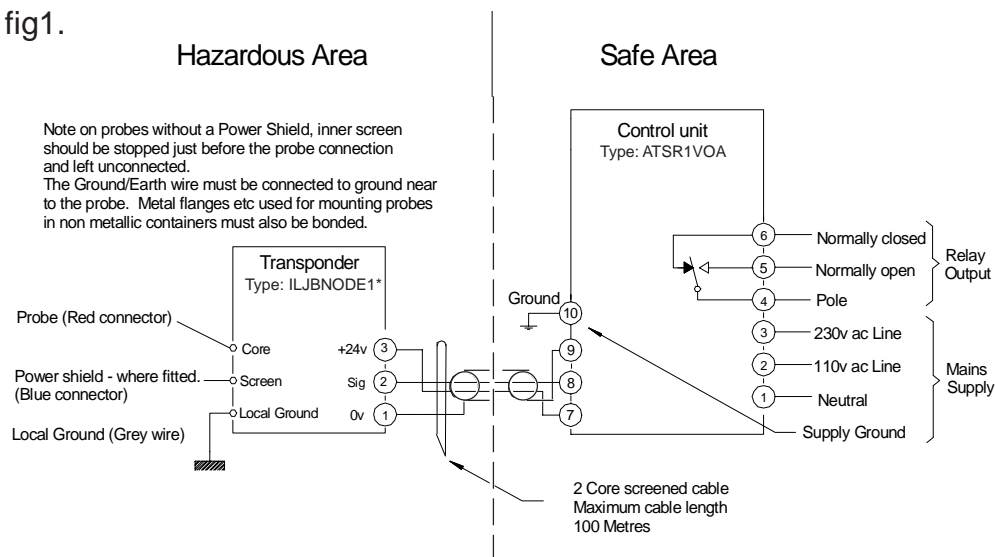 fig1.
Hazardous Area
Safe Area
Note on probes without a Power Shield, inner screen
should be stopped just before the probe connection
and left unconnected.
The Ground/Earth wire must be connected to ground near
to the probe. Metal flanges etc used for mounting probes
in non metallic containers must also be bonded.
Transponder
Type: ILJBNODE1*
Probe (Red connector)
Core
+24v
3
Power shield - where fitted.
(Blue connector)
Screen
Sig
2
Local Ground
0v
1
Local Ground (Grey wire)
Control unit
Type: ATSR1VOA
Ground
10
9
8
7
6
Normally closed
5
Normally open
4
Pole
Relay
Output
3
230v ac Line
2
110v ac Line
1
Neutral
Supply Ground
Mains
Supply
2 Core screened cable
Maximum cable length
100 Metres